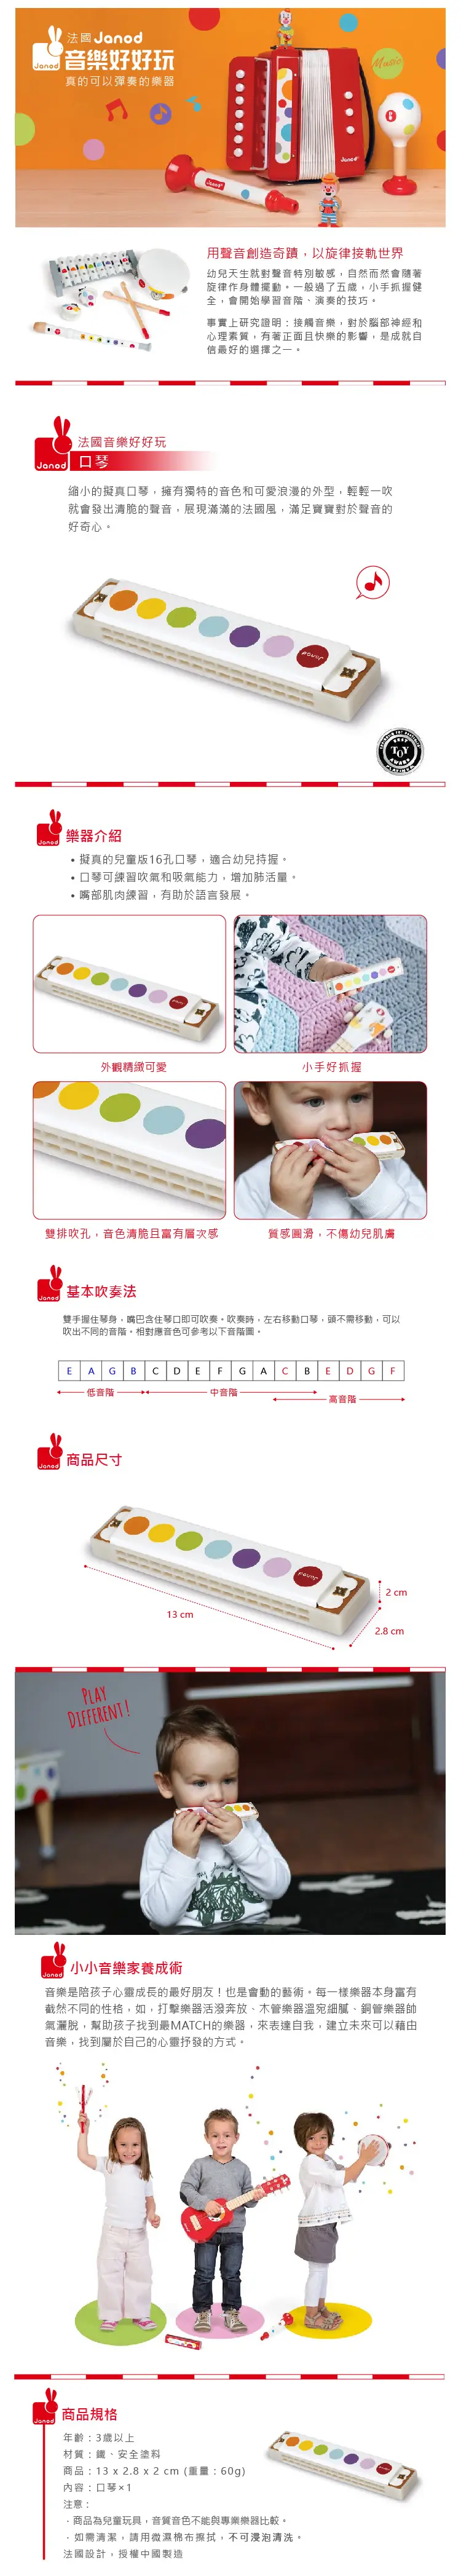 法國Janod
音樂好好玩
真的可以彈奏的樂器
Janod
Music
Janod
Janod
用聲音創造奇蹟，以旋律接軌世界
幼兒天生就對聲音特別敏感，自然而然會隨著
旋律作身體擺動。一般過了五歲，小手抓握健
全，會開始學習音階、演奏的技巧。
事實上研究證明：接觸音樂，對於腦部神經和
心理素質，有著正面且快樂的影響，是成就自
信最好的選擇之一。
法國音樂好好玩
Janod
口琴
縮小的擬真口琴，擁有獨特的音色和可愛浪漫的外型，輕輕一吹
就會發出清脆的聲音，展現滿滿的法國風，滿足寶寶對於聲音的
好奇心。
Janod
TOY
Janod
樂器介紹
• 擬真的兒童版16孔口琴，適合幼兒持握。
• 口琴可練習吹氣和吸氣能力，增加肺活量。
• 嘴部肌肉練習，有助於語言發展。
外觀精緻可愛
小手好抓握
雙排吹孔，音色清脆且富有層次感
質感圓滑，不傷幼兒肌膚
Janod
基本吹奏法
雙手握住琴身，嘴巴含住琴口即可吹奏。吹奏時，左右移動口琴，頭不需移動，可以
吹出不同的音階。相對應音色可參考以下音階圖。
E A G B C D E F G A C B E D G F
低音階
中音階
高音階
Janod
商品尺寸
Janod
2 cm
13 cm
2.8 cm
PLAY
DIFFERENT!
Janod
小小音樂家養成術
音樂是陪孩子心靈成長的最好朋友！也是會動的藝術。每一樣樂器本身富有
截然不同的性格，如，打擊樂器活潑奔放、木管樂器溫宛細膩、銅管樂器帥
氣灑脫，幫助孩子找到最MATCH的樂器，來表達自我，建立未來可以藉由
音樂，找到屬於自己的心靈抒發的方式。
Janod
商品規格
年齡：3歲以上
材質：鐵、安全塗料
商品：13 x 2.8 x 2 cm (重量：60g)
內容：口琴×1
注意：
．商品為兒童玩具，音質音色不能與專業樂器比較。
．如需清潔，請用微濕棉布擦拭，不可浸泡清洗。
法國設計，授權中國製造